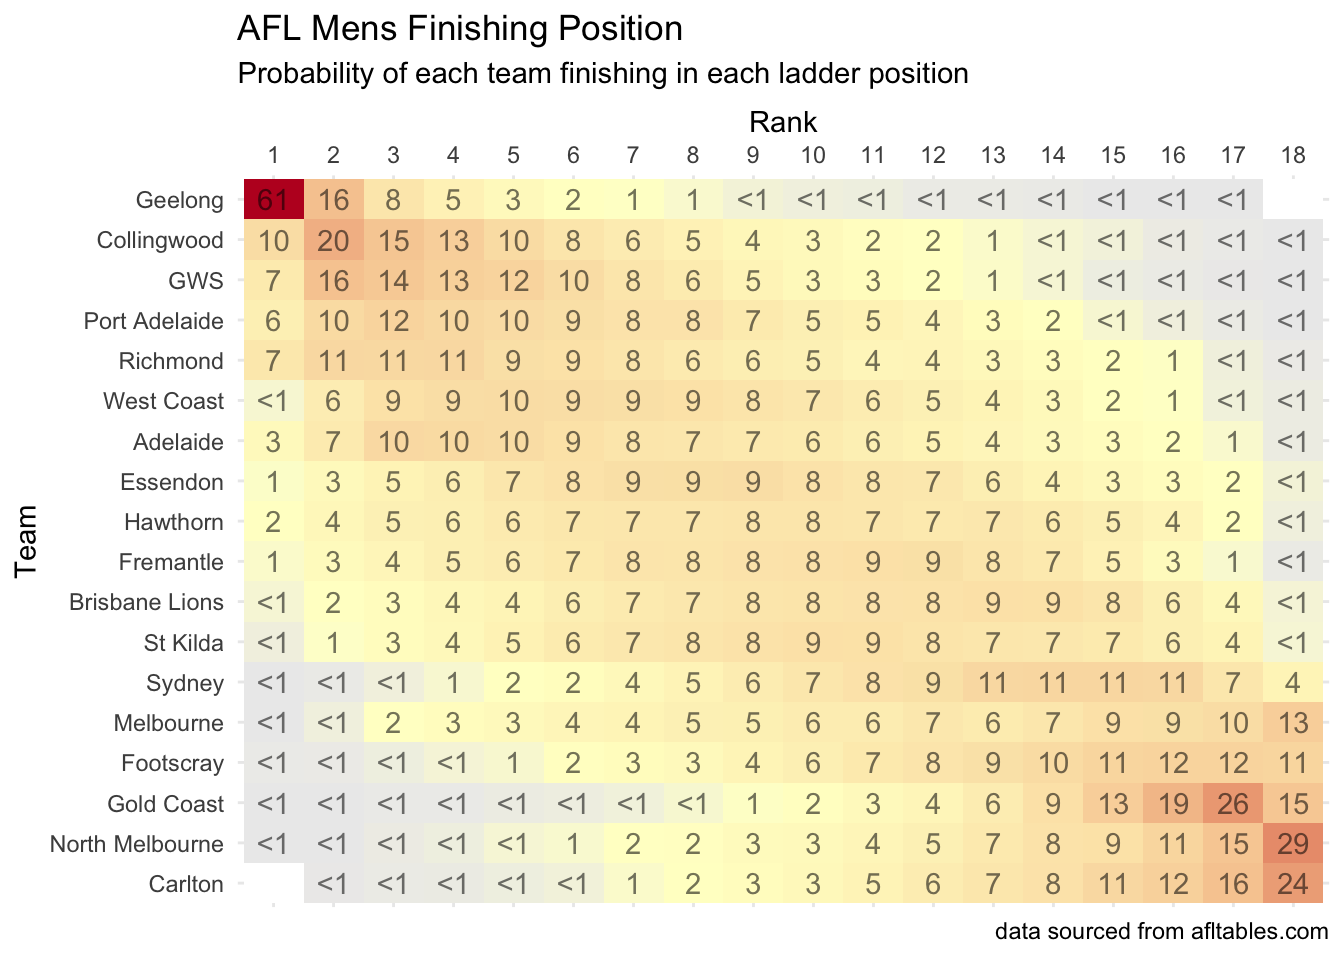 AFL Mens Finishing Position
Probability of each team finishing in each ladder position
Rank
1 2 3 4 5 6 7 8 9 10 11 12 13 14 15 16 17 18
Team
Geelong 61 16 8 5 3 2 1 1 <1 <1 <1 <1 <1 <1 <1 <1 <1
Collingwood 10 20 15 13 10 8 6 5 4 3 2 2 1 <1 <1 <1 <1 <1
GWS 7 16 14 13 12 10 8 6 5 3 3 2 1 <1 <1 <1 <1 <1
Port Adelaide 6 10 12 10 10 9 8 8 7 5 5 4 3 2 <1 <1 <1 <1
Richmond 7 11 11 11 9 9 8 6 6 5 4 4 3 3 2 1 <1 <1
West Coast <1 6 9 9 10 9 9 9 8 7 6 5 4 3 2 1 <1 <1
Adelaide 3 7 10 10 10 9 8 7 7 6 6 5 4 3 3 2 1 <1
Essendon 1 3 5 6 7 8 9 9 9 8 8 7 6 4 3 3 2 <1
Hawthorn 2 4 5 6 6 7 7 7 8 8 7 7 7 6 5 4 2 <1
Fremantle 1 3 4 5 6 7 8 8 8 8 9 9 8 7 5 3 1 <1
Brisbane Lions <1 2 3 4 4 6 7 7 8 8 8 8 9 9 8 6 4 <1
St Kilda <1 1 3 4 5 6 7 8 8 9 9 8 7 7 7 6 4 <1
Sydney <1 <1 <1 1 2 2 4 5 6 7 8 9 11 11 11 11 7 4
Melbourne <1 <1 2 3 3 4 4 5 5 6 6 7 6 7 9 9 10 13
Footscray <1 <1 <1 <1 1 2 3 3 4 6 7 8 9 10 11 12 12 11
Gold Coast <1 <1 <1 <1 <1 <1 <1 <1 1 2 3 4 6 9 13 19 26 15
North Melbourne <1 <1 <1 <1 <1 1 2 2 3 3 4 5 7 8 9 11 15 29
Carlton <1 <1 <1 <1 <1 1 2 3 3 5 6 7 8 11 12 16 24
data sourced from afltables.com